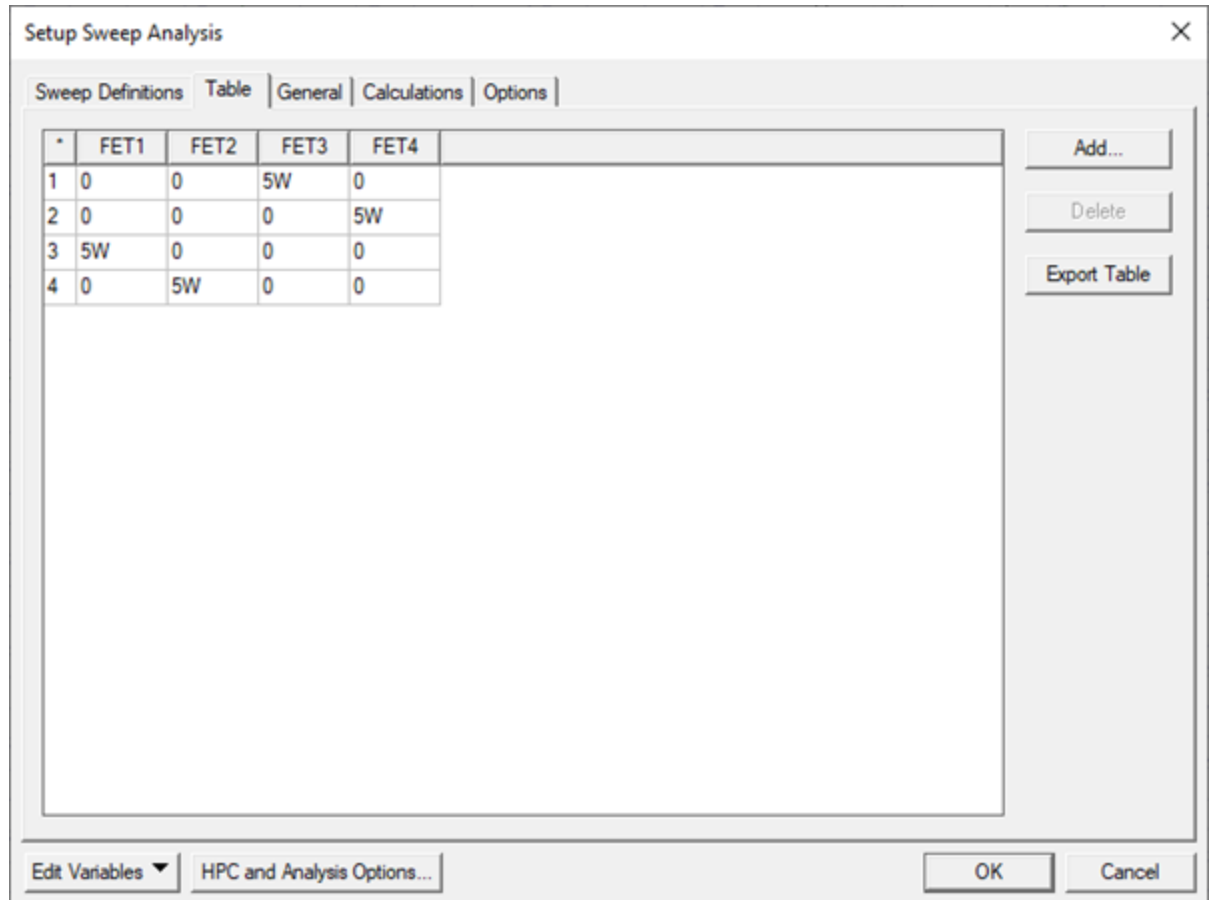 Setup Sweep Analysis
Sweep Definitions Table General Calculations Options
* FET1 FET2 FET3 FET4
1 0 0 5W 0
2 0 0 0 5W
3 5W 0 0 0
4 0 5W 0 0
Add...
Delete
Export Table
Edit Variables HPC and Analysis Options... OK Cancel